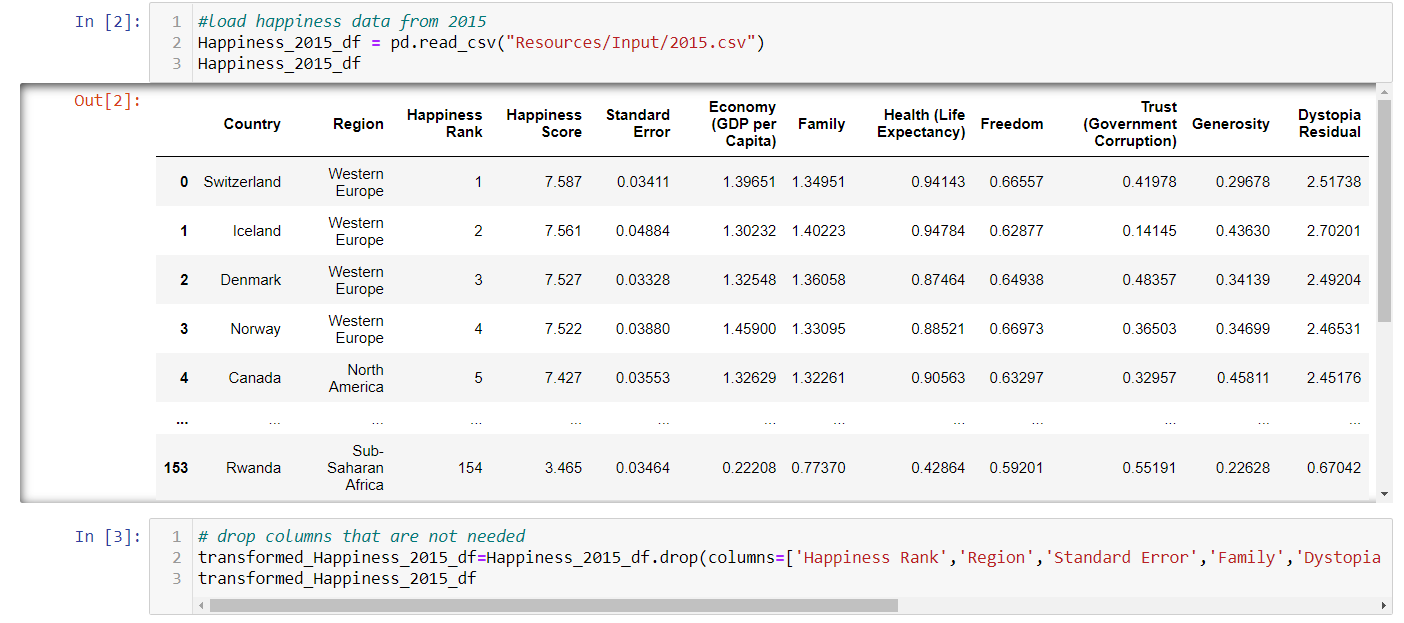 In [2]:
1 #load happiness data from 2015
2 Happiness_2015_df = pd.read_csv("Resources/Input/2015.csv")
3 Happiness_2015_df
Out[2]:
Country Region Happiness Rank Happiness Score Standard Error Economy (GDP per Capita) Family Health (Life Expectancy) Freedom Trust (Government Corruption) Generosity Dystopia Residual
0 Switzerland Western Europe 1 7.587 0.03411 1.39651 1.34951 0.94143 0.66557 0.41978 0.29678 2.51738
1 Iceland Western Europe 2 7.561 0.04884 1.30232 1.40223 0.94784 0.62877 0.14145 0.43630 2.70201
2 Denmark Western Europe 3 7.527 0.03328 1.32548 1.36058 0.87464 0.64938 0.48357 0.34139 2.49204
3 Norway Western Europe 4 7.522 0.03880 1.45900 1.33095 0.88521 0.66973 0.36503 0.34699 2.46531
4 Canada North America 5 7.427 0.03553 1.32629 1.32261 0.90563 0.63297 0.32957 0.45811 2.45176
... ... ... ... ... ... ... ... ... ... ... ... ...
153 Rwanda Sub-Saharan Africa 154 3.465 0.03464 0.22208 0.77370 0.42864 0.59201 0.55191 0.22628 0.67042
In [3]:
1 # drop columns that are not needed
2 transformed_Happiness_2015_df=Happiness_2015_df.drop(columns=['Happiness Rank','Region','Standard Error','Family','Dystopia
3 transformed_Happiness_2015_df